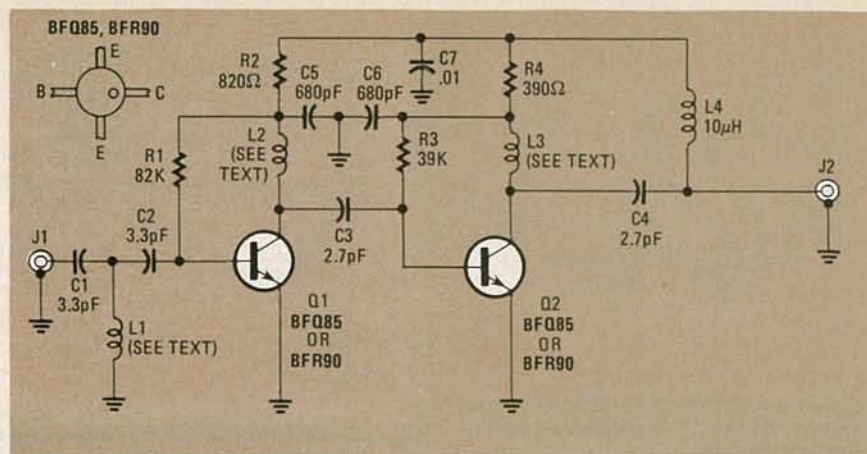 BFQ85, BFR90
E
B
C
E
R2
820Ω
C5
680pF
C6
680pF
C7
.01
R4
390Ω
L4
10μH
R1
82K
L2
(SEE
TEXT)
R3
39K
L3
(SEE TEXT)
J1
C2
3.3pF
C1
3.3pF
L1
(SEE TEXT)
C3
2.7pF
C4
2.7pF
J2
Q1
BFQ85
OR
BFR90
Q2
BFQ85
OR
BFR90